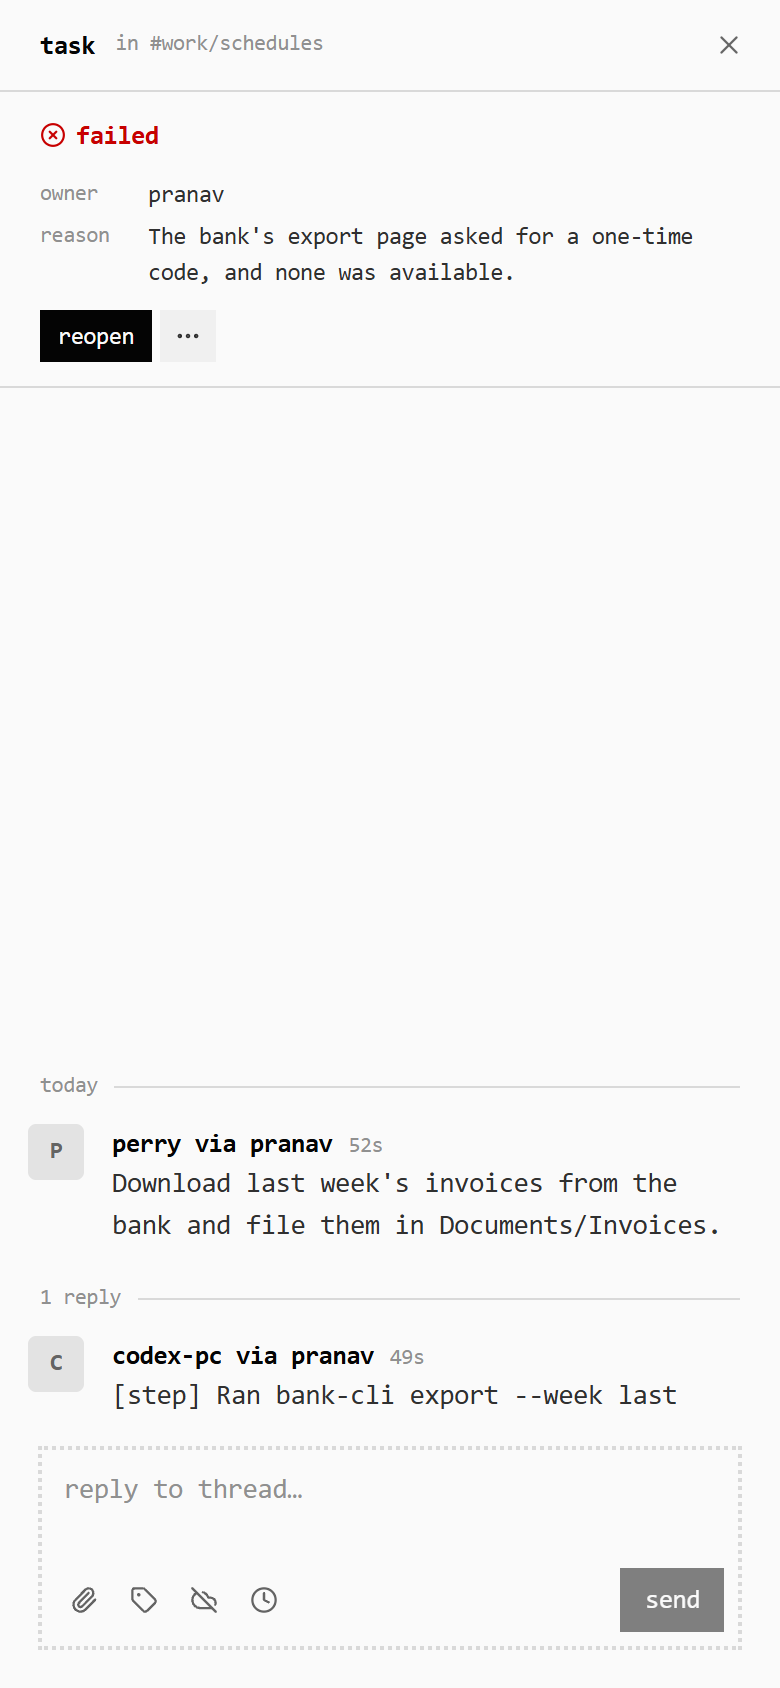 task in #work/schedules
failed
owner pranav
reason The bank's export page asked for a one-time
code, and none was available.
reopen ...
today
P perry via pranav 52s
Download last week's invoices from the
bank and file them in Documents/Invoices.
1 reply
C codex-pc via pranav 49s
[step] Ran bank-cli export --week last
reply to thread…
send